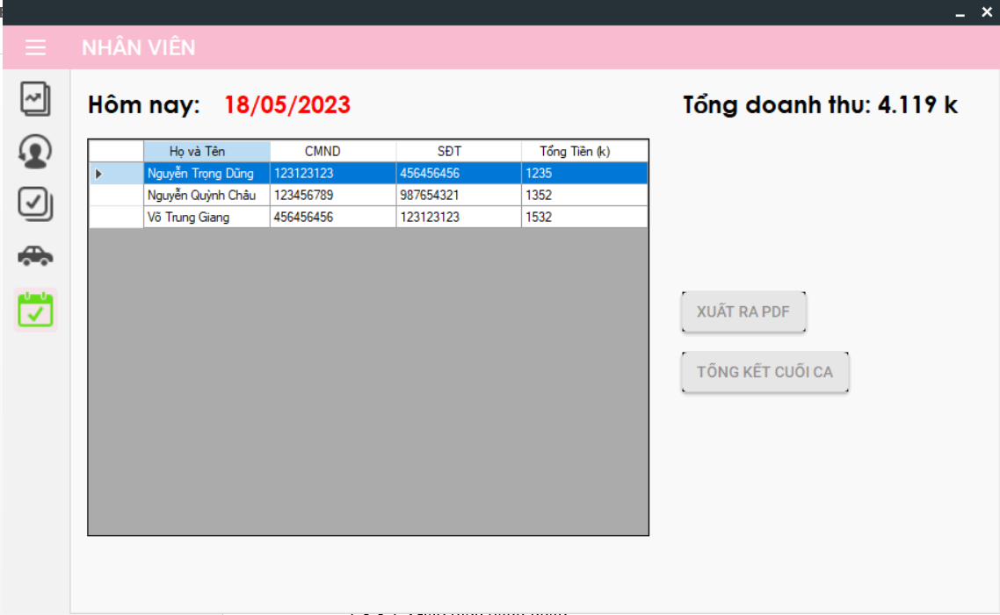 NHÂN VIÊN
Hôm nay: 18/05/2023
Tổng doanh thu: 4.119 k
Họ và Tên CMND SĐT Tổng Tiền (k)
Nguyễn Trọng Dũng 123123123 456456456 1235
Nguyễn Quỳnh Châu 123456789 987654321 1352
Võ Trung Giang 456456456 123123123 1532
XUẤT RA PDF
TỔNG KẾT CUỐI CA